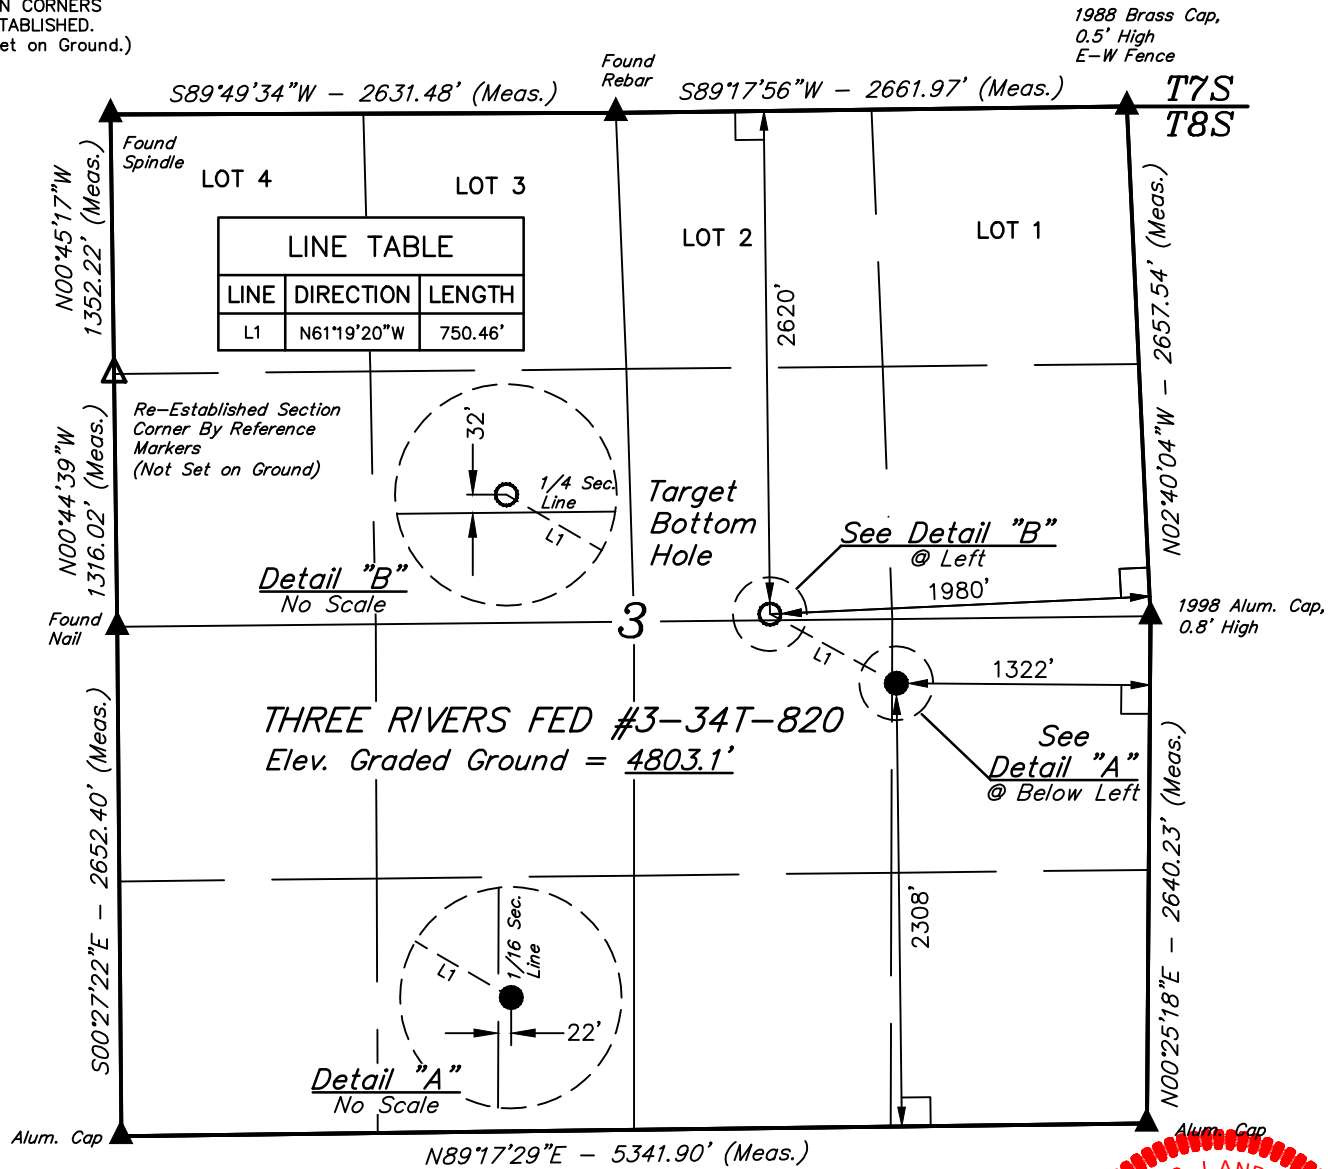 N CORNERS
TABLISHED.
et on Ground.)
1988 Brass Cap,
0.5' High
E-W Fence
Found
Rebar
S89°49'34"W - 2631.48' (Meas.)
S89°17'56"W - 2661.97' (Meas.)
T7S
T8S
Found
Spindle
LOT 4
LOT 3
LOT 2
LOT 1
N00°45'17"W
1352.22' (Meas.)
N02°40'04"W - 2657.54' (Meas.)
LINE TABLE
LINE DIRECTION LENGTH
L1 N61°19'20"W 750.46'
2620'
Re-Established Section
Corner By Reference
Markers
(Not Set on Ground)
N00°44'39"W
1316.02' (Meas.)
32'
1/4 Sec.
Line
L1
Detail "B"
No Scale
Target
Bottom
Hole
See Detail "B"
@ Left
1980'
Found
Nail
3
1998 Alum. Cap,
0.8' High
L1
1322'
THREE RIVERS FED #3-34T-820
Elev. Graded Ground = 4803.1'
See
Detail "A"
@ Below Left
S00°27'22"E - 2652.40' (Meas.)
N00°25'18"E - 2640.23' (Meas.)
2308'
1/16 Sec.
Line
L1
22'
Detail "A"
No Scale
Alum. Cap
Alum. Cap
N89°17'29"E - 5341.90' (Meas.)
LAND